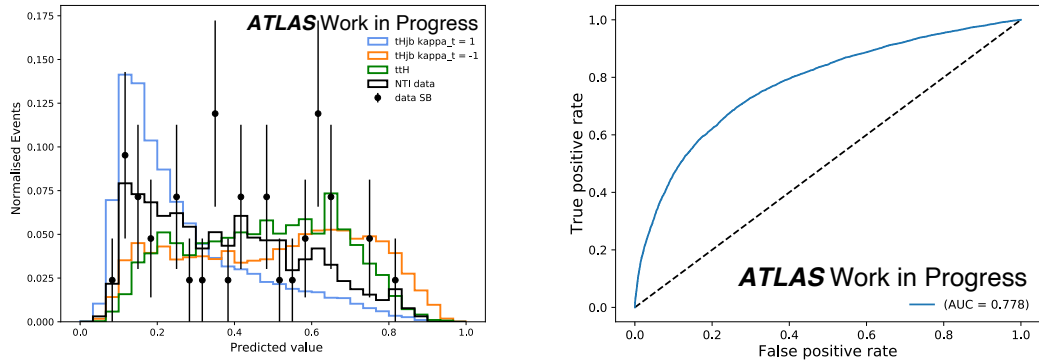 ATLAS Work in Progress
tHjb kappa_t = 1
tHjb kappa_t = -1
ttH
NTI data
data SB
Normalised Events
0.175
0.150
0.125
0.100
0.075
0.050
0.025
0.000
0.0 0.2 0.4 0.6 0.8 1.0
Predicted value
True positive rate
1.0
0.8
0.6
0.4
0.2
0.0
ATLAS Work in Progress
(AUC = 0.778)
0.0 0.2 0.4 0.6 0.8 1.0
False positive rate